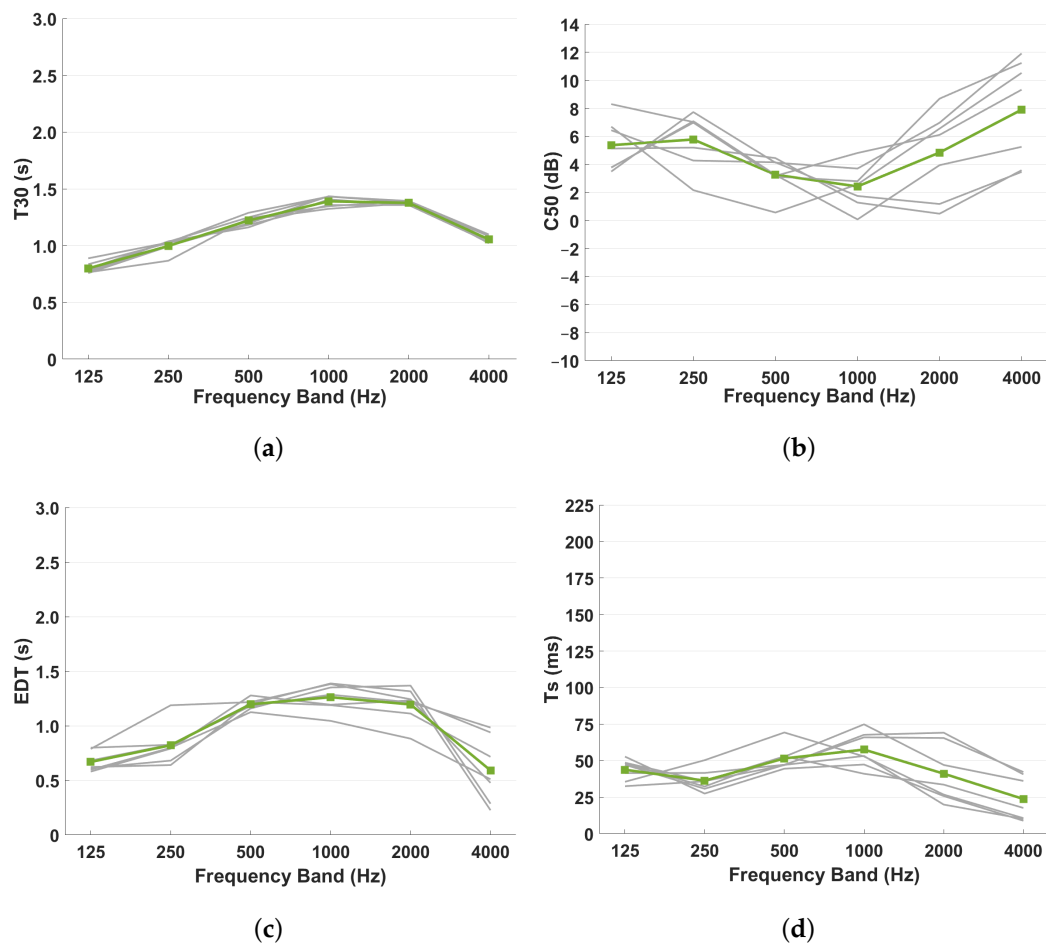 3.0
2.5
2.0
1.5
1.0
0.5
0
T30 (s)
125 250 500 1000 2000 4000
Frequency Band (Hz)
(a)
14
12
10
8
6
4
2
0
−2
−4
−6
−8
−10
C50 (dB)
125 250 500 1000 2000 4000
Frequency Band (Hz)
(b)
3.0
2.5
2.0
1.5
1.0
0.5
0
EDT (s)
125 250 500 1000 2000 4000
Frequency Band (Hz)
(c)
225
200
175
150
125
100
75
50
25
0
Ts (ms)
125 250 500 1000 2000 4000
Frequency Band (Hz)
(d)